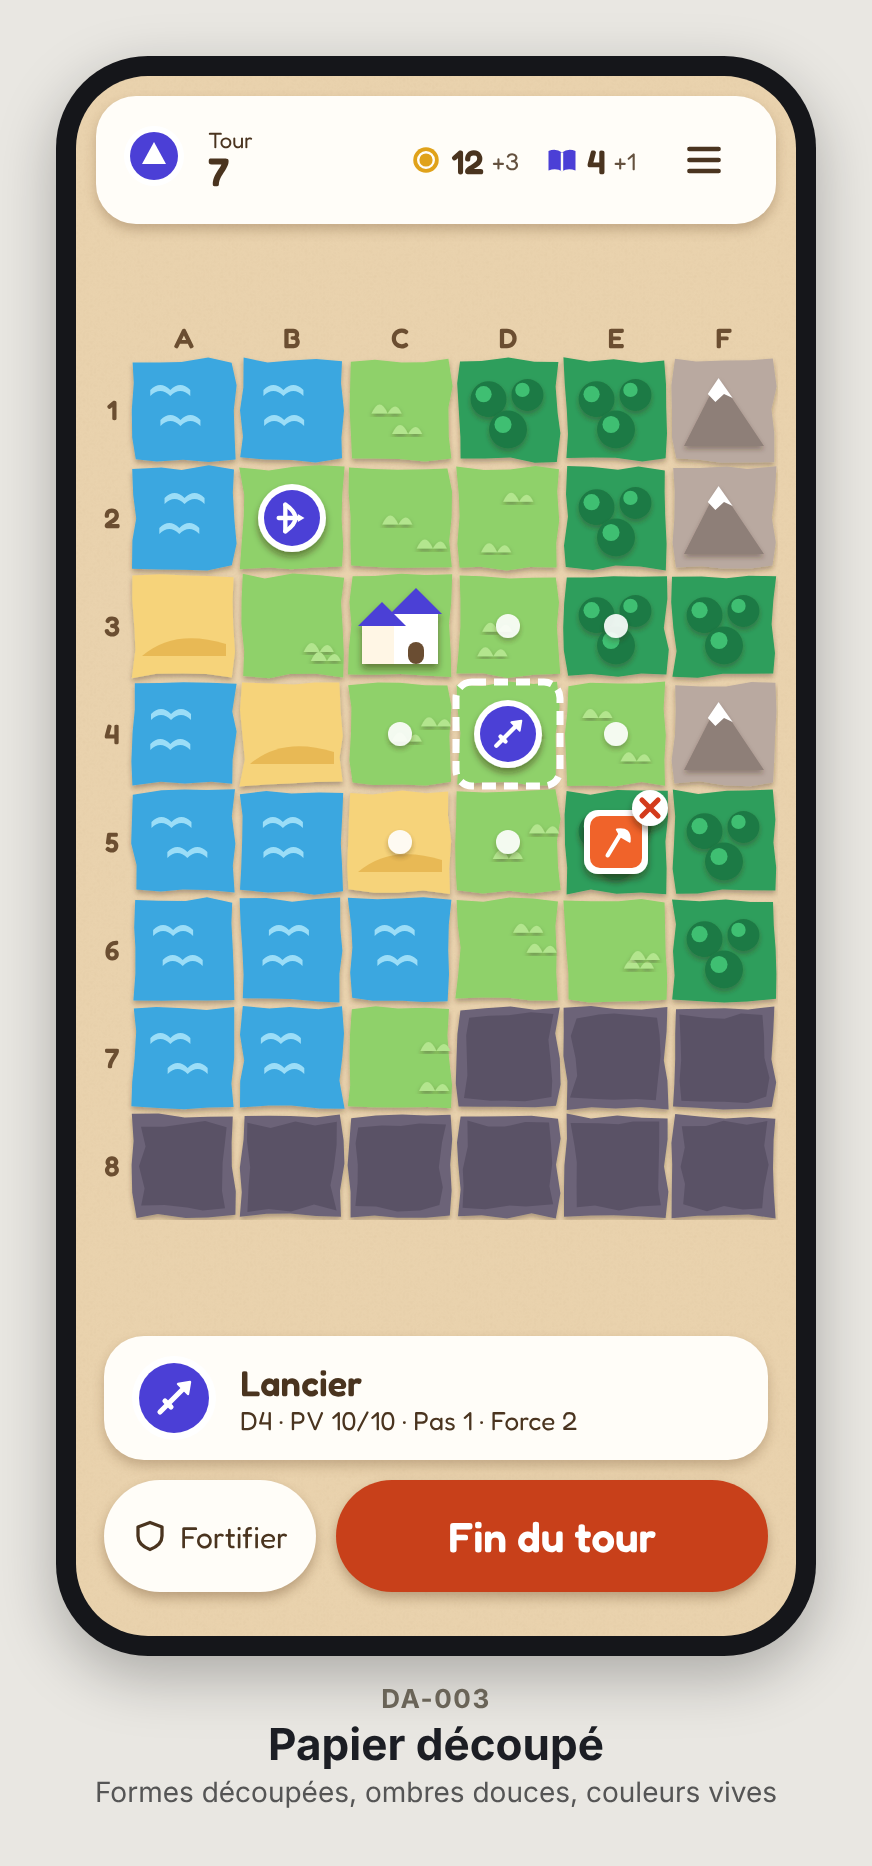 Tour
7
12 +3 4 +1
A B C D E F
1
2
3
4
5
6
7
8
Lancier
D4 · PV 10/10 · Pas 1 · Force 2
Fortifier
Fin du tour
DA-003
Papier découpé
Formes découpées, ombres douces, couleurs vives